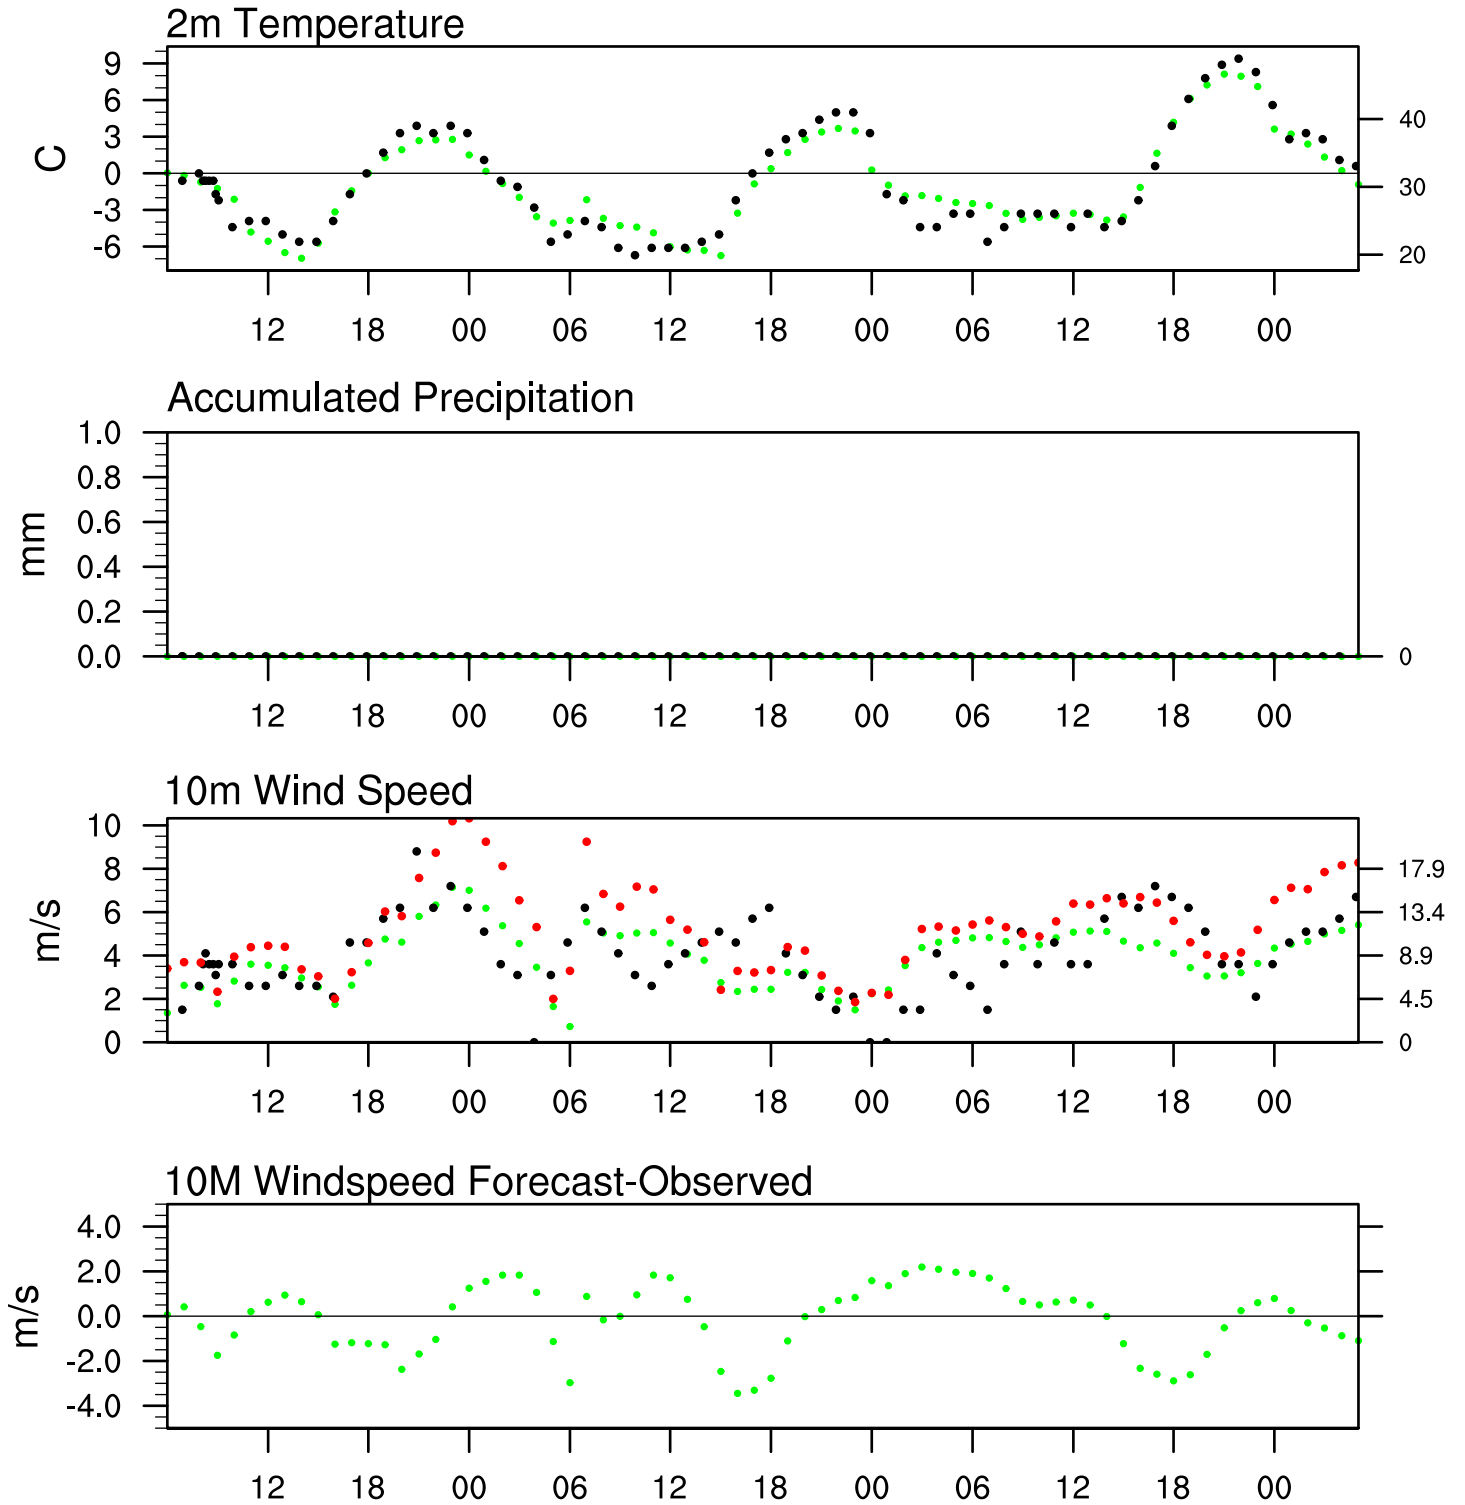 2m Temperature
9
6
3
0
-3
-6
C
40
30
20
12 18 00 06 12 18 00 06 12 18 00
Accumulated Precipitation
1.0
0.8
0.6
0.4
0.2
0.0
mm
0
12 18 00 06 12 18 00 06 12 18 00
10m Wind Speed
10
8
6
4
2
0
m/s
17.9
13.4
8.9
4.5
0
12 18 00 06 12 18 00 06 12 18 00
10M Windspeed Forecast-Observed
4.0
2.0
0.0
-2.0
-4.0
m/s
12 18 00 06 12 18 00 06 12 18 00